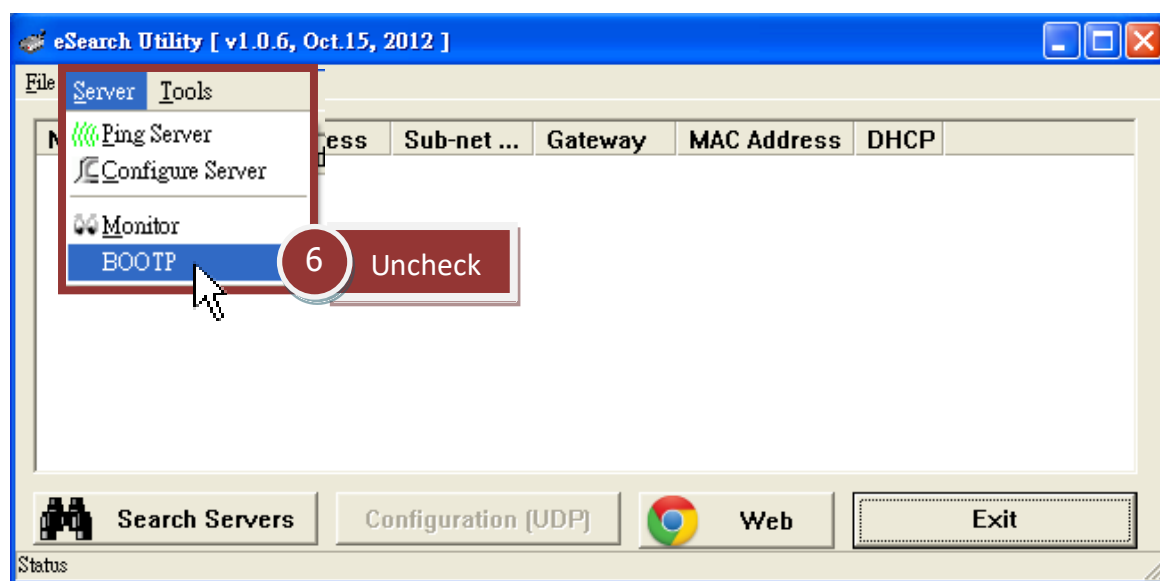 eSearch Utility [ v1.0.6, Oct.15, 2012 ]
File Server Tools
N ess Sub-net ... Gateway MAC Address DHCP
Ping Server
Configure Server
Monitor
BOOTP
6 Uncheck
Search Servers Configuration (UDP) Web Exit
Status